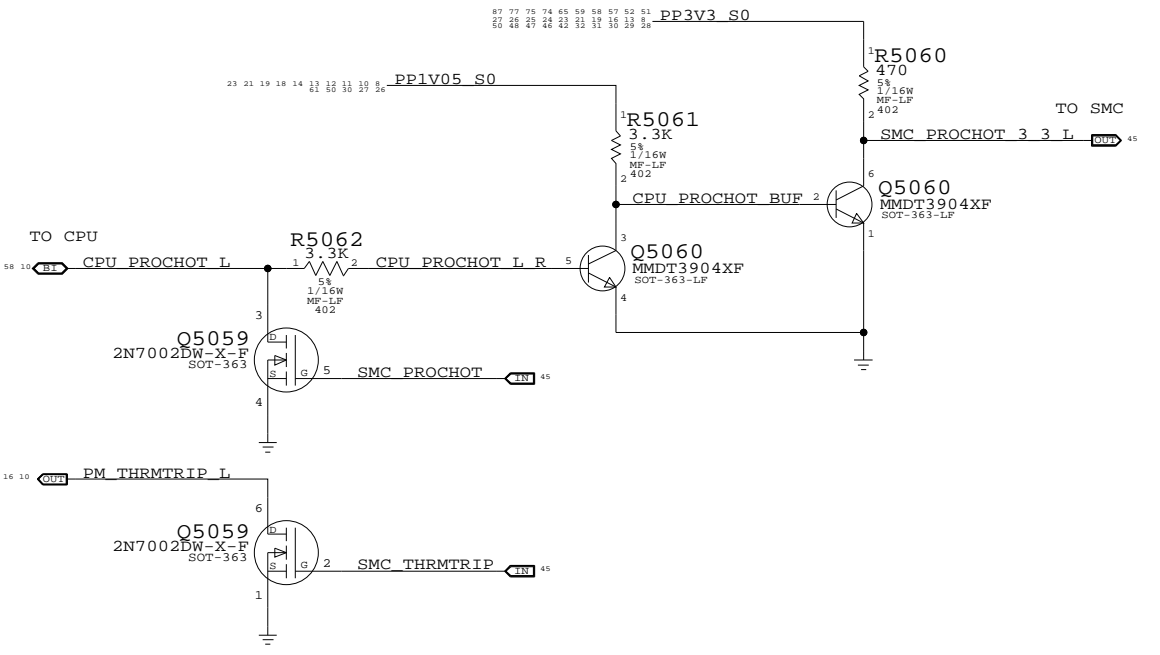 87 77 75 74 65 59 58 57 52 51
27 26 25 24 23 21 19 16 13 8
50 48 47 46 42 32 31 30 29 28
PP3V3_S0
1
R5060
470
5%
1/16W
MF-LF
402
2
23 21 19 18 14 13 12 11 10 8
61 50 30 27 26
PP1V05_S0
1
R5061
3.3K
5%
1/16W
MF-LF
402
2
TO SMC
SMC_PROCHOT_3_3_L
OUT
45
6
CPU_PROCHOT_BUF
2
Q5060
MMDT3904XF
SOT-363-LF
1
TO CPU
58 10
BI
CPU_PROCHOT_L
R5062
3.3K
1
2
5%
1/16W
MF-LF
402
CPU_PROCHOT_L_R
5
3
Q5060
MMDT3904XF
SOT-363-LF
4
3
Q5059
2N7002DW-X-F
SOT-363
D
S
G
5
SMC_PROCHOT
IN
45
4
16 10
OUT
PM_THRMTRIP_L
6
Q5059
2N7002DW-X-F
SOT-363
D
S
G
2
SMC_THRMTRIP
IN
45
1